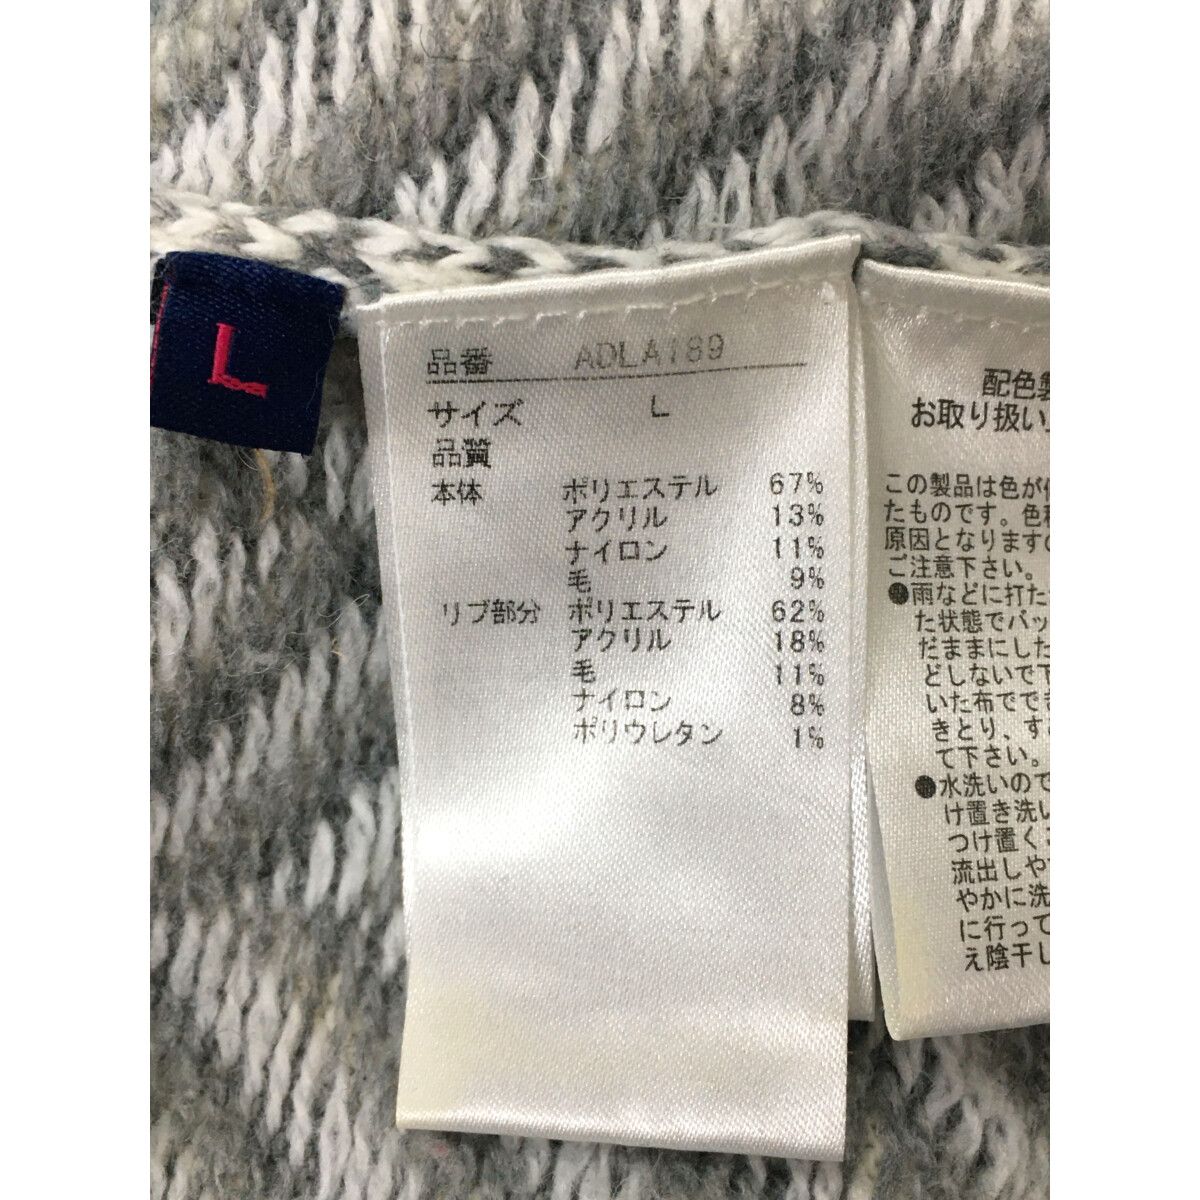 L
品番 ADLA189
サイズ L
品質
本体 ポリエステル 67%
アクリル 13%
ナイロン 11%
毛 9%
リブ部分 ポリエステル 62%
アクリル 18%
毛 11%
ナイロン 8%
ポリウレタン 1%
配色製
お取り扱い
この製品は色が
たものです。色
原因となります
ご注意下さい。
●雨などに打た
た状態でバッ
だままにした
どしないで下
いた布ででき
きとり、す
て下さい。
●水洗いので
け置き洗い
つけ置くこ
流出しや
やかに洗
に行って
え陰干し